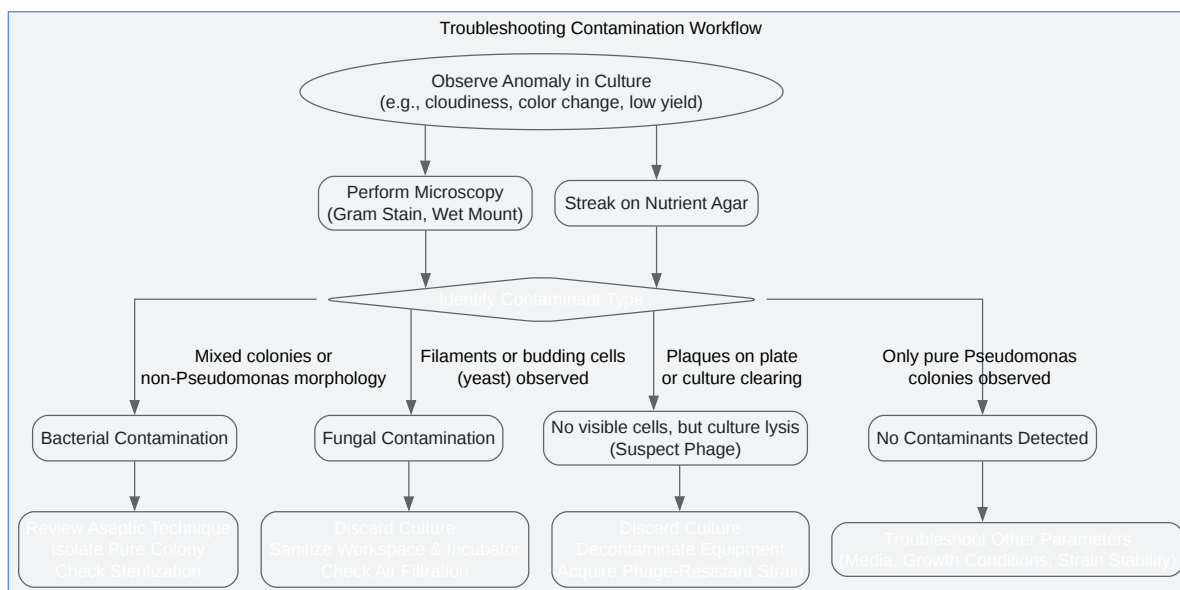 Troubleshooting Contamination Workflow
Observe Anomaly in Culture
(e.g., cloudiness, color change, low yield)
Perform Microscopy
(Gram Stain, Wet Mount)
Streak on Nutrient Agar
Identify Contaminant Type
Mixed colonies or
non-Pseudomonas morphology
Filaments or budding cells
(yeast) observed
Plaques on plate
or culture clearing
Only pure Pseudomonas
colonies observed
Bacterial Contamination
Fungal Contamination
No visible cells, but culture lysis
(Suspect Phage)
No Contaminants Detected
Review Aseptic Technique
Isolate Pure Colony
Check Sterilization
Discard Culture
Sanitize Workspace & Incubator
Check Air Filtration
Discard Culture
Decontaminate Equipment
Acquire Phage-Resistant Strain
Troubleshoot Other Parameters
(Media, Growth Conditions, Strain Stability)